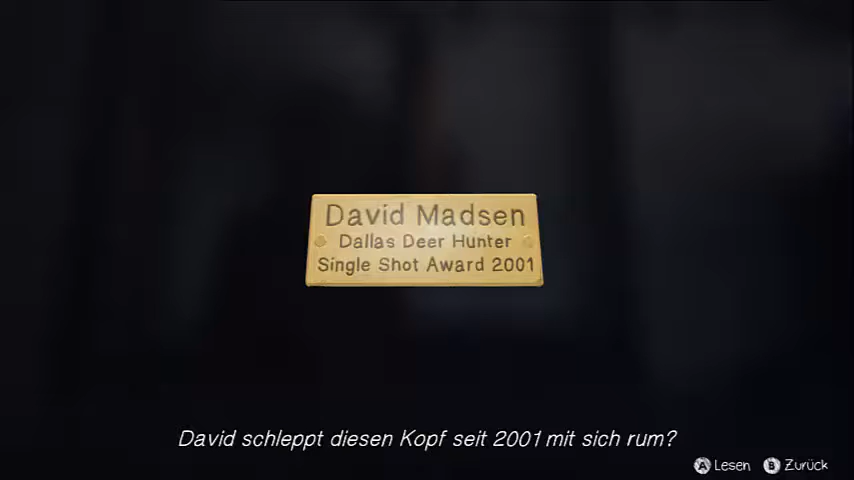 David Madsen
Dallas Deer Hunter
Single Shot Award 2001
David schleppt diesen Kopf seit 2001 mit sich rum?
A Lesen B Zurück